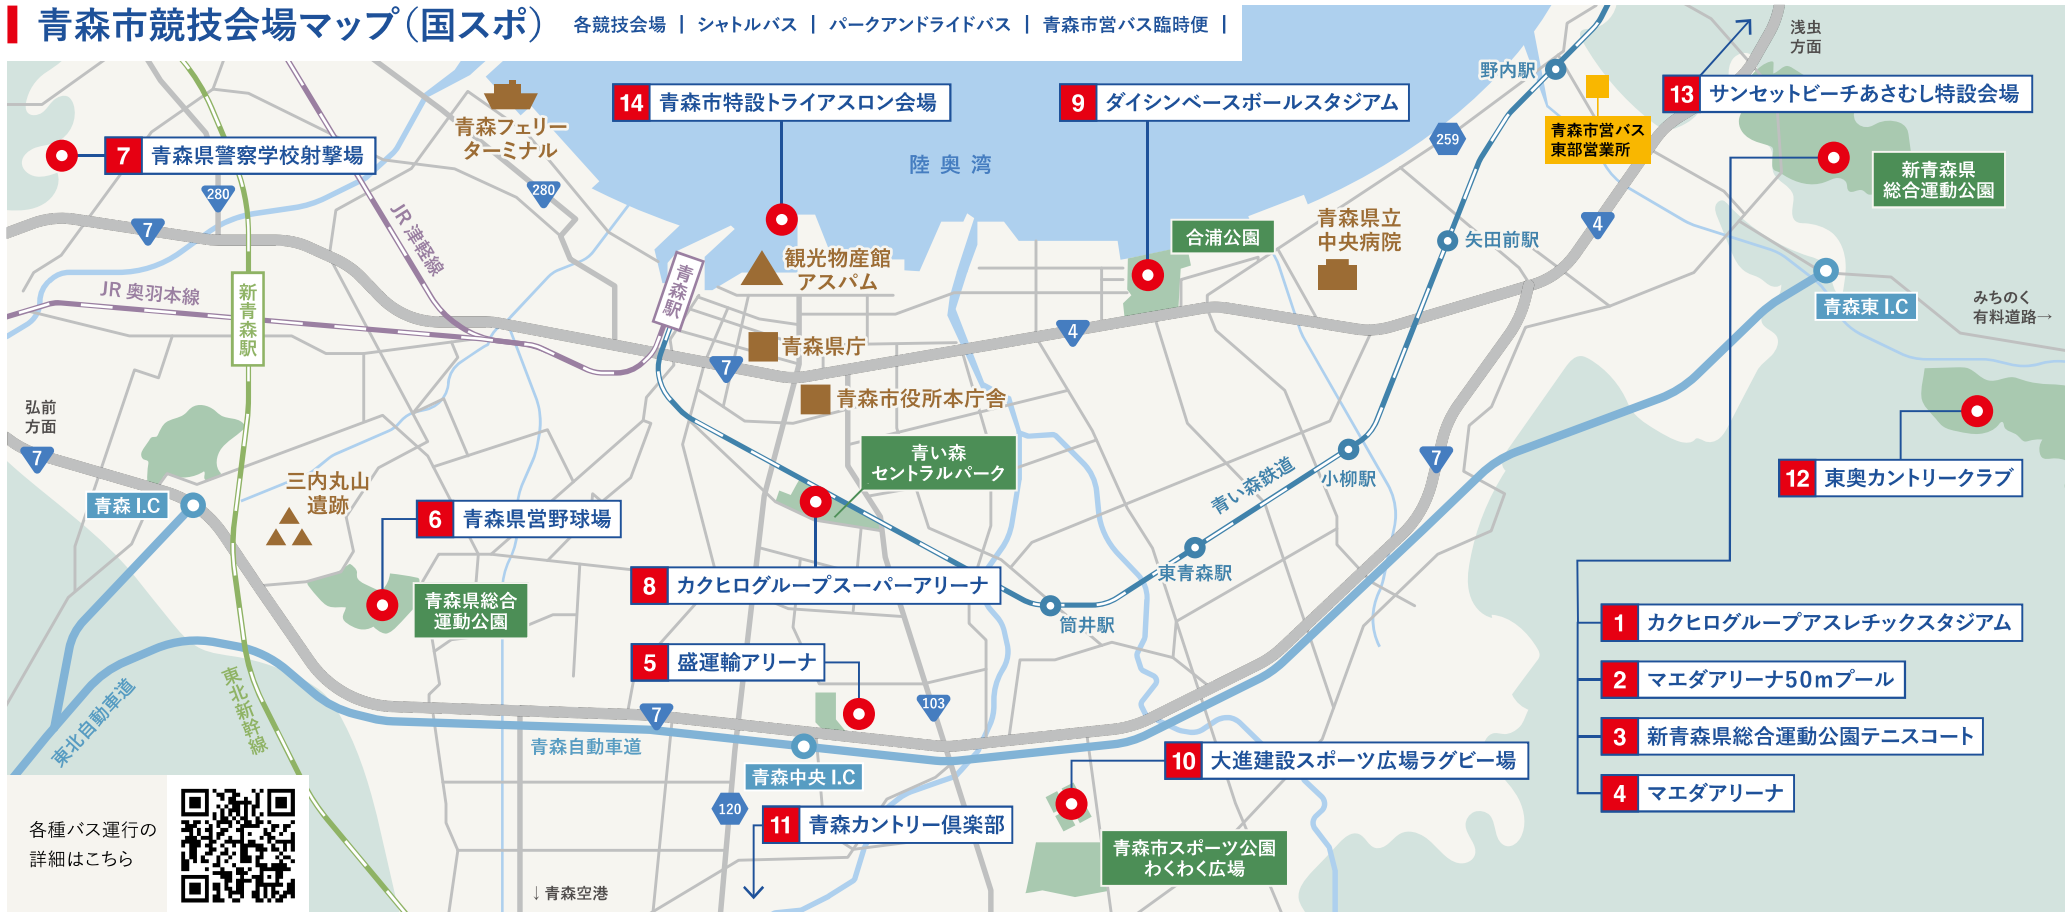 青森市競技会場マップ（国スポ）
各競技会場 | シャトルバス | パークアンドライドバス | 青森市営バス臨時便 |
浅虫
方面
野内駅
13 サンセットビーチあさむし特設会場
14 青森市特設トライアスロン会場
9 ダイシンベースボールスタジアム
青森フェリー
ターミナル
259
青森市営バス
東部営業所
7 青森県警察学校射撃場
陸奥湾
新青森県
総合運動公園
280
280
7
JR 津軽線
青森県立
中央病院
4
矢田前駅
合浦公園
観光物産館
アスパム
青森駅
JR 奥羽本線
新青森駅
青森東 I.C
みちのく
有料道路→
4
青森県庁
7
青森市役所本庁舎
弘前
方面
7
青い森
セントラルパーク
7
小柳駅
青い森鉄道
12 東奥カントリークラブ
三内丸山
遺跡
青森 I.C
6 青森県営野球場
東青森駅
8 カクヒログループスーパーアリーナ
青森県総合
運動公園
筒井駅
1 カクヒログループアスレチックスタジアム
5 盛運輸アリーナ
2 マエダアリーナ50mプール
東北自動車道
東北新幹線
7
103
3 新青森県総合運動公園テニスコート
青森自動車道
10 大進建設スポーツ広場ラグビー場
青森中央 I.C
4 マエダアリーナ
120
11 青森カントリー倶楽部
各種バス運行の
詳細はこちら
青森市スポーツ公園
わくわく広場
↓青森空港